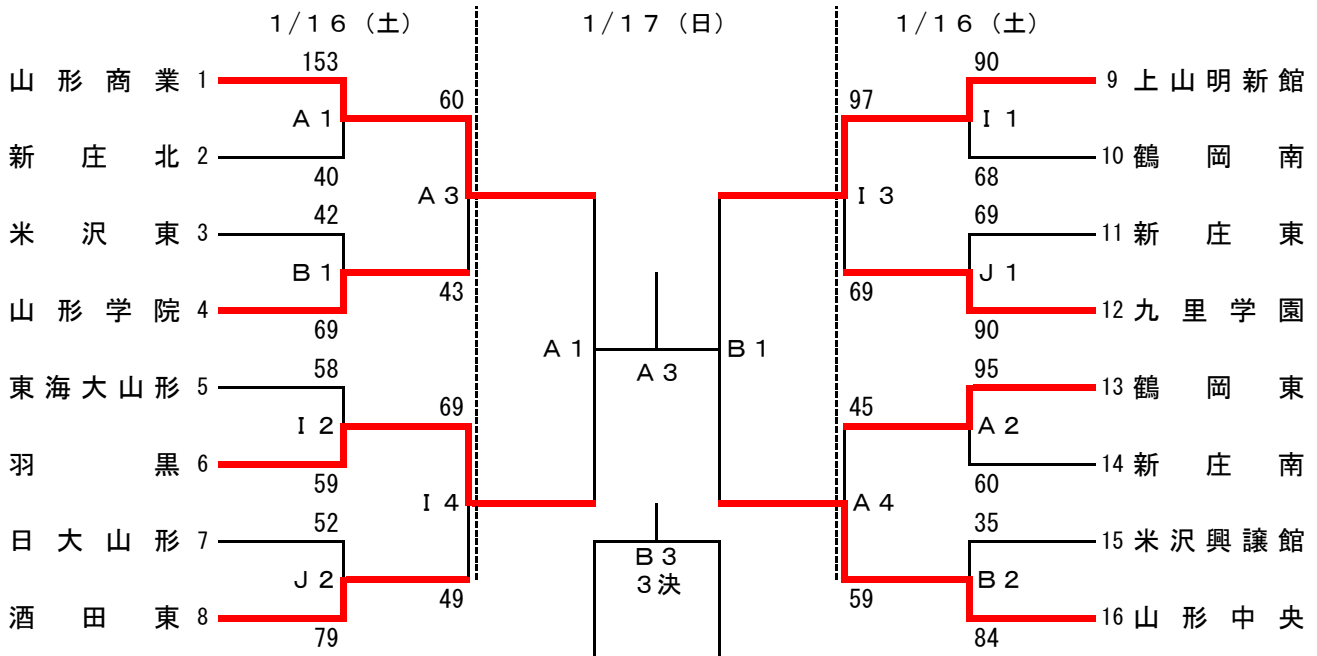 1/16（土） 1/17（日） 1/16（土）
153 90
山形商業 1 9 上山明新館
60 97
A1 I1
新庄北 2 10 鶴岡南
40 68
A3 I3
42 69
米沢東 3 11 新庄東
B1 J1
43 69
山形学院 4 12 九里学園
69 90
A1 B1
A3
58 95
東海大山形 5 13 鶴岡東
69 45
I2 A2
羽黒 6 14 新庄南
59 60
I4 A4
52 35
日大山形 7 15 米沢興譲館
B3
J2 B2
3決
49 59
酒田東 8 16 山形中央
79 84